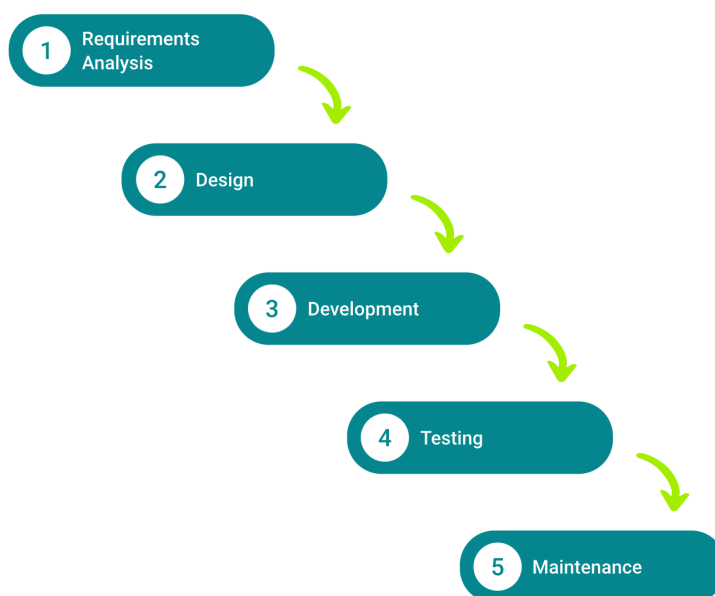 1
Requirements
Analysis
2
Design
3
Development
4
Testing
5
Maintenance